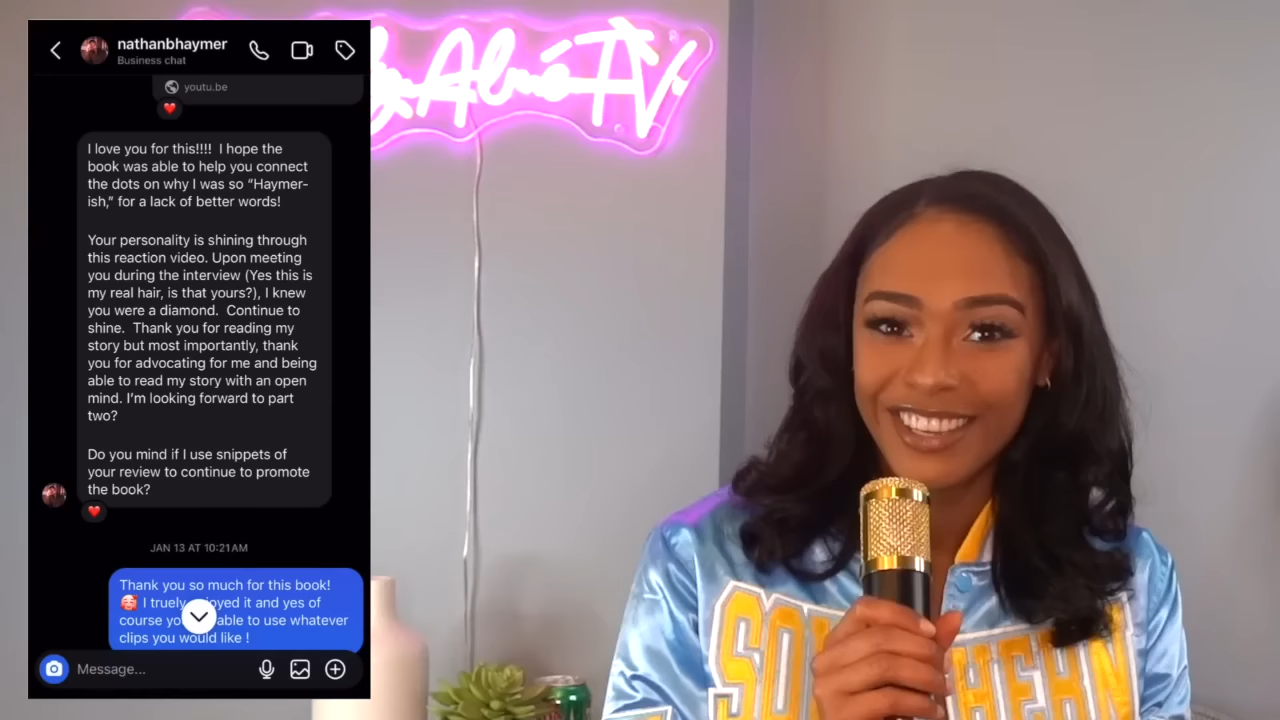 nathanbhaymer
Business chat
youtu.be
I love you for this!!!!  I hope the
book was able to help you connect
the dots on why I was so “Haymer-
ish,” for a lack of better words!
Your personality is shining through
this reaction video. Upon meeting
you during the interview (Yes this is
my real hair, is that yours?), I knew
you were a diamond.  Continue to
shine.  Thank you for reading my
story but most importantly, thank
you for advocating for me and being
able to read my story with an open
mind. I’m looking forward to part
two?
Do you mind if I use snippets of
your review to continue to promote
the book?
JAN 13 AT 10:21 AM
Thank you so much for this book!
🥰 I truely it and yes of
course able to use whatever
clips you would like !
Message...
TV